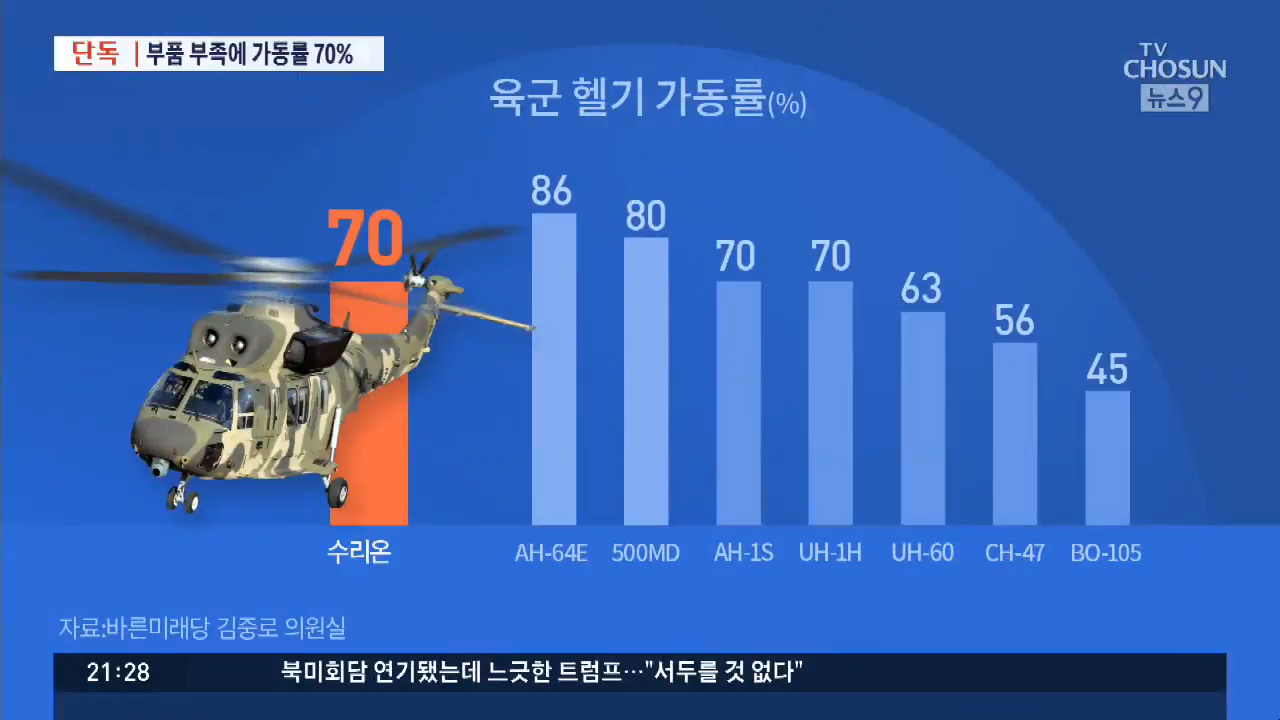 단독 | 부품 부족에 가동률 70%
TV
CHOSUN
뉴스9
육군 헬기 가동률(%)
70
86
80
70
70
63
56
45
수리온
AH-64E
500MD
AH-1S
UH-1H
UH-60
CH-47
BO-105
자료:바른미래당 김중로 의원실
21:28 북미회담 연기됐는데 느긋한 트럼프…"서두를 것 없다"